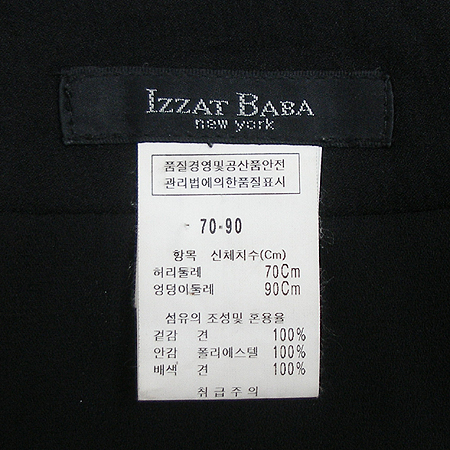 IZZAT BABA
new york
품질경영및공산품안전
관리법에의한품질표시
70-90
항목 신체치수(Cm)
허리둘레 70Cm
엉덩이둘레 90Cm
섬유의 조성및 혼용율
겉감 견 100%
안감 폴리에스텔 100%
배색 견 100%
취급주의